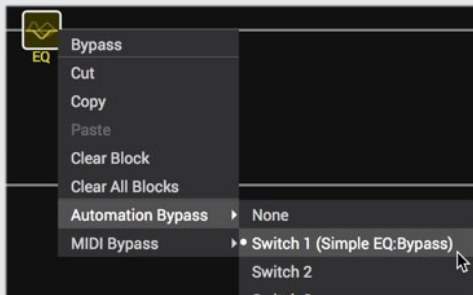 EQ
Bypass
Cut
Copy
Paste
Clear Block
Clear All Blocks
Automation Bypass
MIDI Bypass
None
Switch 1 (Simple EQ:Bypass)
Switch 2